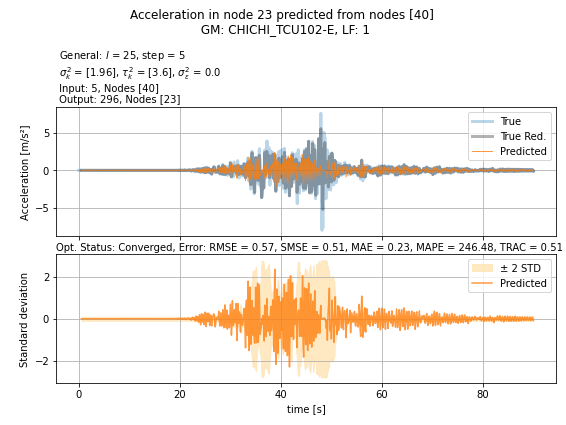 Acceleration in node 23 predicted from nodes [40]
GM: CHICHI_TCU102-E, LF: 1
General: l = 25, step = 5
σ²ₖ = [1.96], τ²ₖ = [3.6], σ²ε = 0.0
Input: 5, Nodes [40]
Output: 296, Nodes [23]
Acceleration [m/s²]
5
0
−5
True
True Red.
Predicted
Opt. Status: Converged, Error: RMSE = 0.57, SMSE = 0.51, MAE = 0.23, MAPE = 246.48, TRAC = 0.51
Standard deviation
2
0
−2
± 2 STD
Predicted
0 20 40 60 80
time [s]